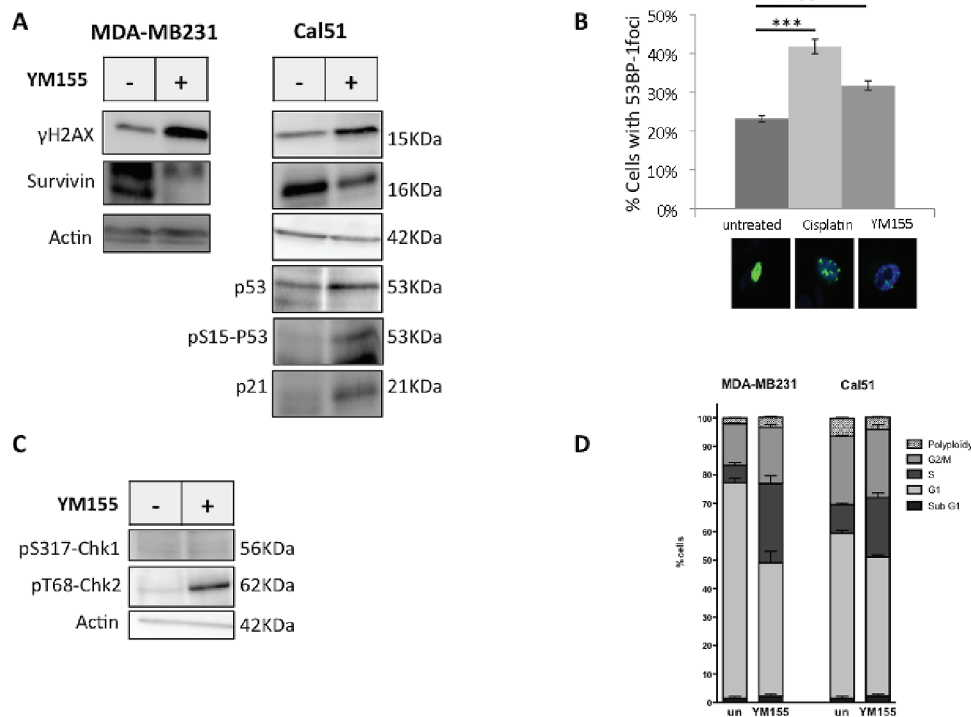 A
MDA-MB231 Cal51
YM155 - + - +
γH2AX 15KDa
Survivin 16KDa
Actin 42KDa
p53 53KDa
pS15-P53 53KDa
p21 21KDa
B
% Cells with 53BP-1foci
50%
40%
30%
20%
10%
0%
***
untreated Cisplatin YM155
C
YM155 - +
pS317-Chk1 56KDa
pT68-Chk2 62KDa
Actin 42KDa
D
MDA-MB231 Cal51
% cells
100
90
80
70
60
50
40
30
20
10
0
un YM155 un YM155
Polyploidy
G2/M
S
G1
Sub G1